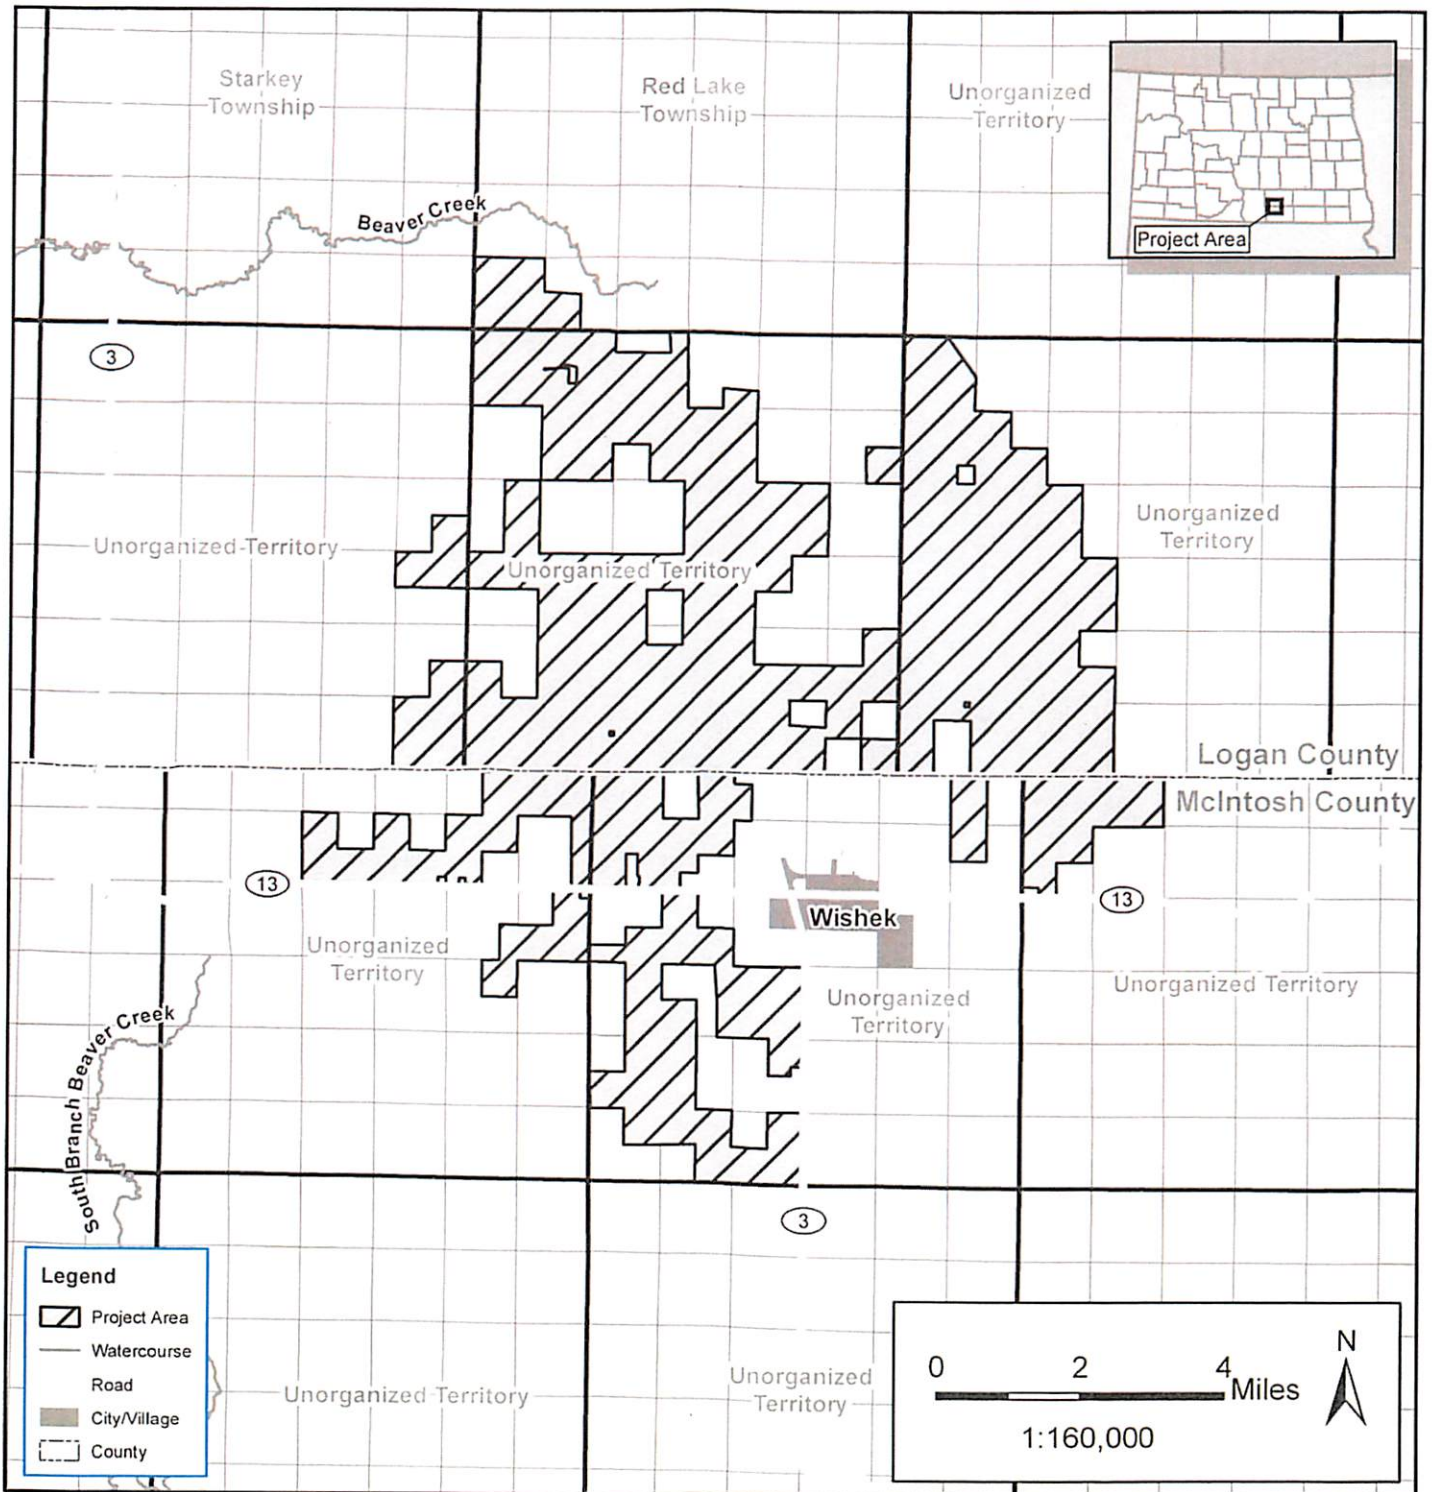 Starkey
Township
Red Lake
Township
Unorganized
Territory
Project Area
Beaver Creek
3
Unorganized Territory
Unorganized Territory
Unorganized
Territory
Logan County
McIntosh County
13
13
Wishek
Unorganized
Territory
Unorganized
Territory
Unorganized Territory
South Branch Beaver Creek
3
Legend
Project Area
Watercourse
Road
City/Village
County
Unorganized Territory
Unorganized
Territory
0 2 4
Miles
1:160,000
N